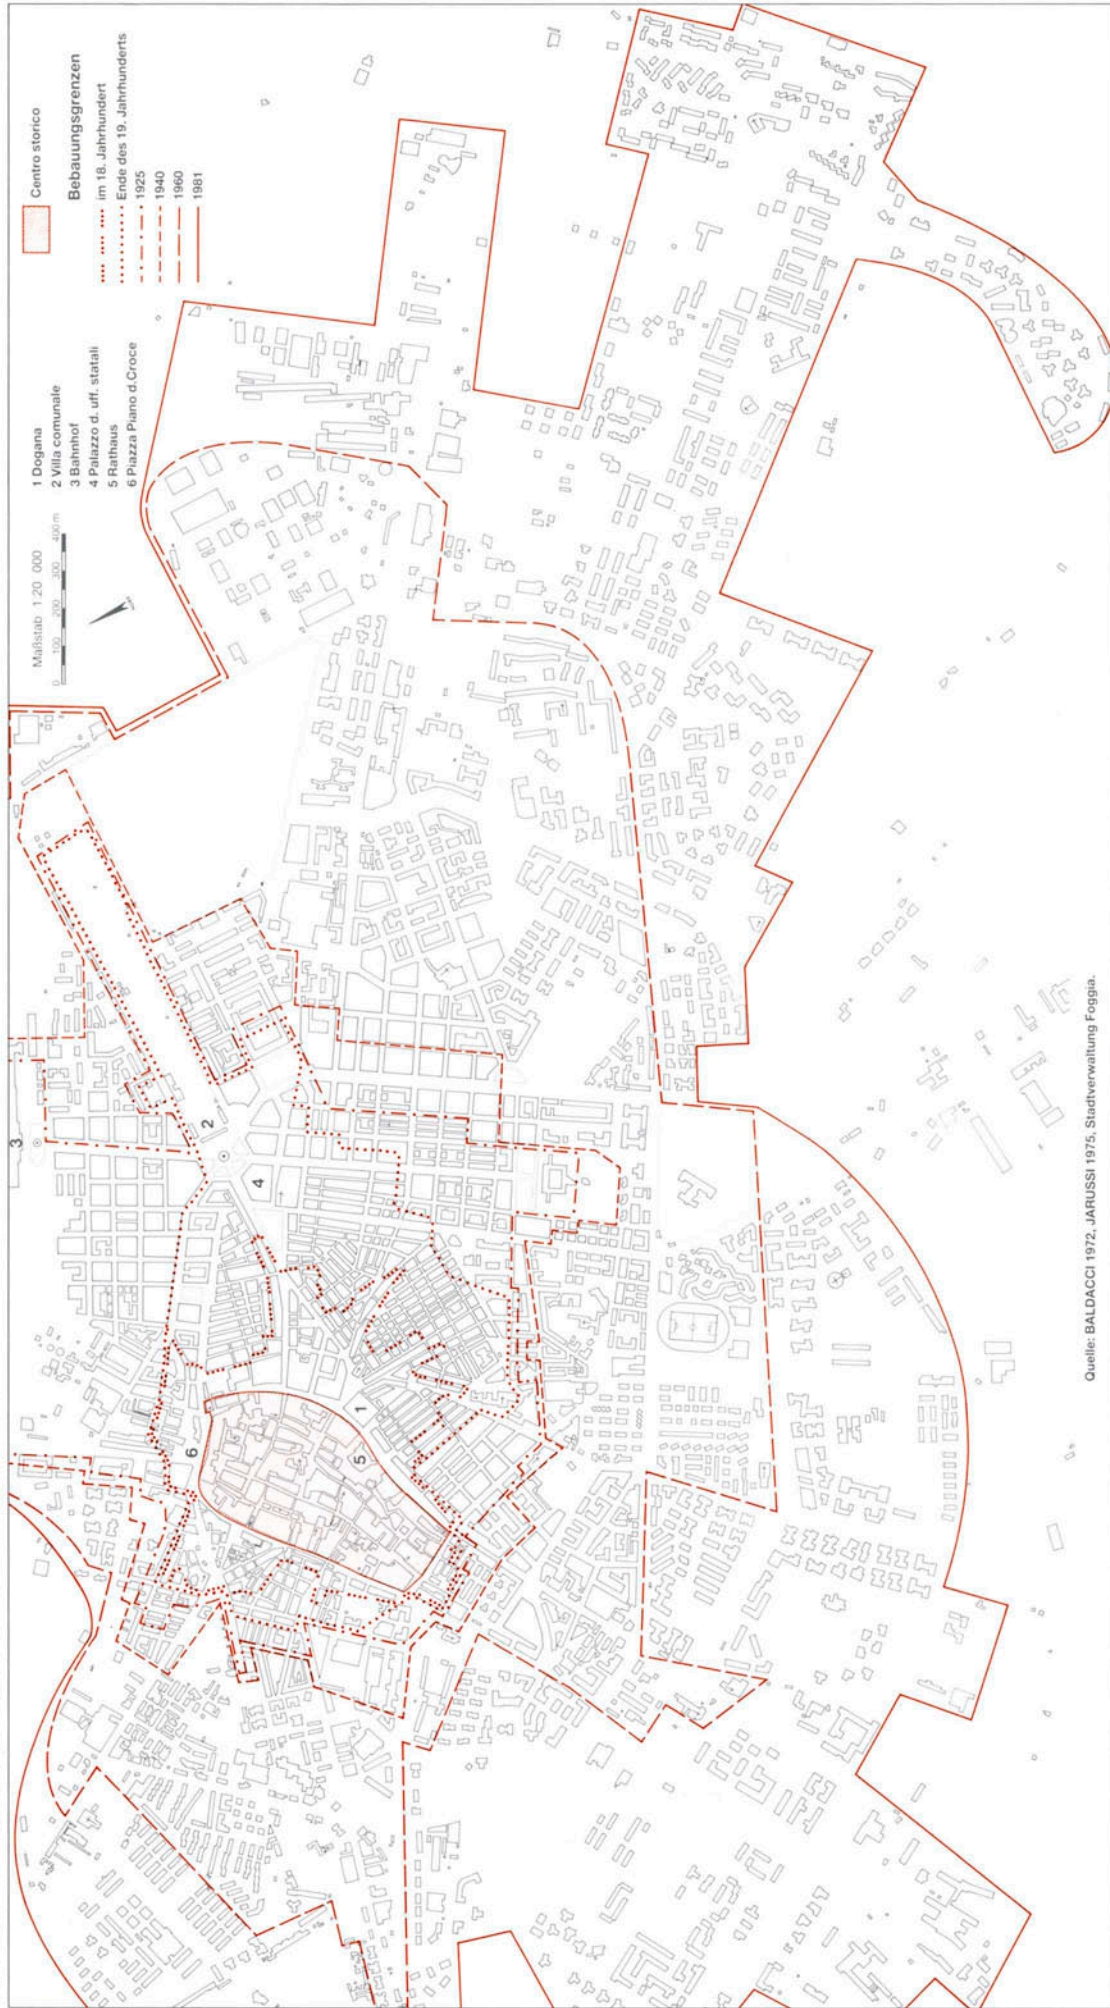 Centro storico
Bebauungsgrenzen
im 18. Jahrhundert
Ende des 19. Jahrhunderts
1925
1940
1960
1981
1 Dogana
2 Villa comunale
3 Bahnhof
4 Palazzo d. uff. statali
5 Rathaus
6 Piazza Piano d.Croce
Maßstab 1:20 000
0 100 200 300 400 m
3
2
4
6
1
5
Quelle: BALDACCI 1972, JARUSSI 1975, Stadtverwaltung Foggia.